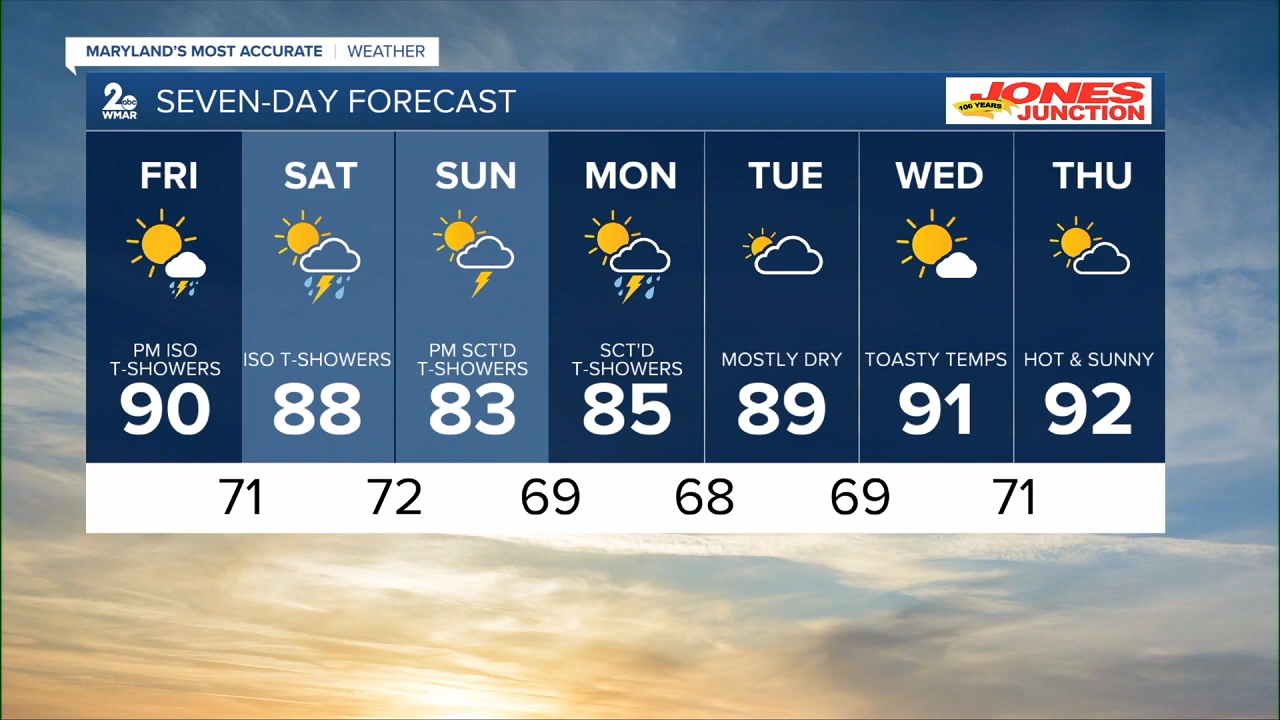 MARYLAND'S MOST ACCURATE | WEATHER
2 abc
WMAR
SEVEN-DAY FORECAST
JONES
106 YEARS
JUNCTION
FRI
PM ISO
T-SHOWERS
90
SAT
ISO T-SHOWERS
88
SUN
PM SCT'D
T-SHOWERS
83
MON
SCT'D
T-SHOWERS
85
TUE
MOSTLY DRY
89
WED
TOASTY TEMPS
91
THU
HOT & SUNNY
92
71 72 69 68 69 71